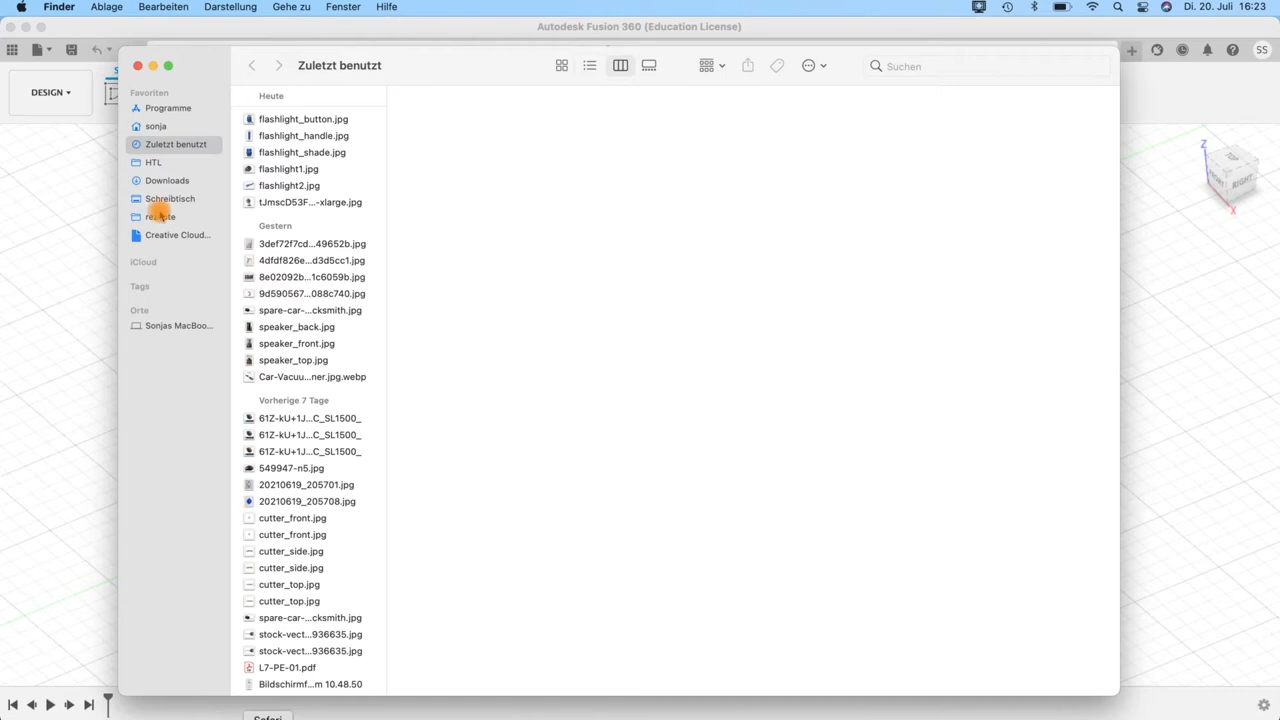 Finder Ablage Bearbeiten Darstellung Gehe zu Fenster Hilfe Di. 20. Juli 16:23
Autodesk Fusion 360 (Education License)
SS
DESIGN
Zuletzt benutzt
Suchen
Favoriten
Programme
sonja
Zuletzt benutzt
HTL
Downloads
Schreibtisch
Creative Cloud...
iCloud
Tags
Orte
Sonjas MacBoo...
Heute
flashlight_button.jpg
flashlight_handle.jpg
flashlight_shade.jpg
flashlight1.jpg
flashlight2.jpg
tJmscD53F...-xlarge.jpg
Gestern
3def72f7cd...49652b.jpg
4dfdf826e...d3d5cc1.jpg
8e02092b...1c6059b.jpg
9d590567...088c740.jpg
spare-car-...cksmith.jpg
speaker_back.jpg
speaker_front.jpg
speaker_top.jpg
Car-Vacuu...ner.jpg.webp
Vorherige 7 Tage
61Z-kU+1J...C_SL1500_
61Z-kU+1J...C_SL1500_
61Z-kU+1J...C_SL1500_
549947-n5.jpg
20210619_205701.jpg
20210619_205708.jpg
cutter_front.jpg
cutter_front.jpg
cutter_side.jpg
cutter_side.jpg
cutter_top.jpg
cutter_top.jpg
spare-car-...cksmith.jpg
stock-vect...936635.jpg
stock-vect...936635.jpg
L7-PE-01.pdf
Bildschirmf...m 10.48.50
Z
RIGHT
X
Safari